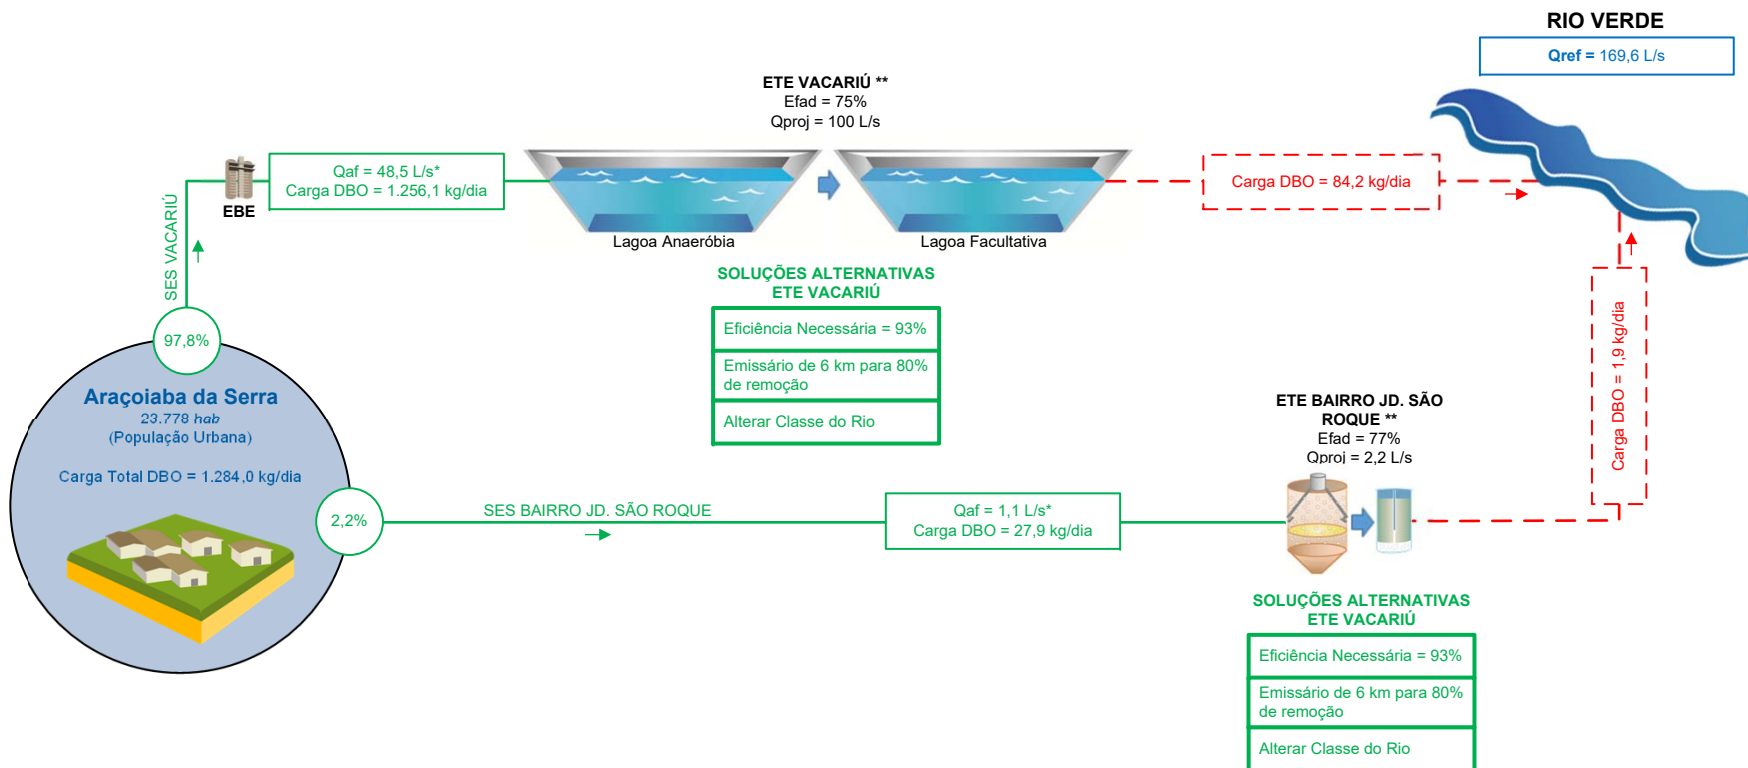 RIO VERDE
Qref = 169,6 L/s
ETE VACARIÚ **
Efad = 75%
Qproj = 100 L/s
Qaf = 48,5 L/s*
Carga DBO = 1.256,1 kg/dia
EBE
SES VACARIÚ
Lagoa Anaeróbia
Lagoa Facultativa
Carga DBO = 84,2 kg/dia
SOLUÇÕES ALTERNATIVAS
ETE VACARIÚ
Eficiência Necessária = 93%
Emissário de 6 km para 80%
de remoção
Alterar Classe do Rio
97,8%
Araçoiaba da Serra
23.778 hab
(População Urbana)
Carga Total DBO = 1.284,0 kg/dia
2,2%
SES BAIRRO JD. SÃO ROQUE
Qaf = 1,1 L/s*
Carga DBO = 27,9 kg/dia
ETE BAIRRO JD. SÃO
ROQUE **
Efad = 77%
Qproj = 2,2 L/s
Carga DBO = 1,9 kg/dia
SOLUÇÕES ALTERNATIVAS
ETE VACARIÚ
Eficiência Necessária = 93%
Emissário de 6 km para 80%
de remoção
Alterar Classe do Rio